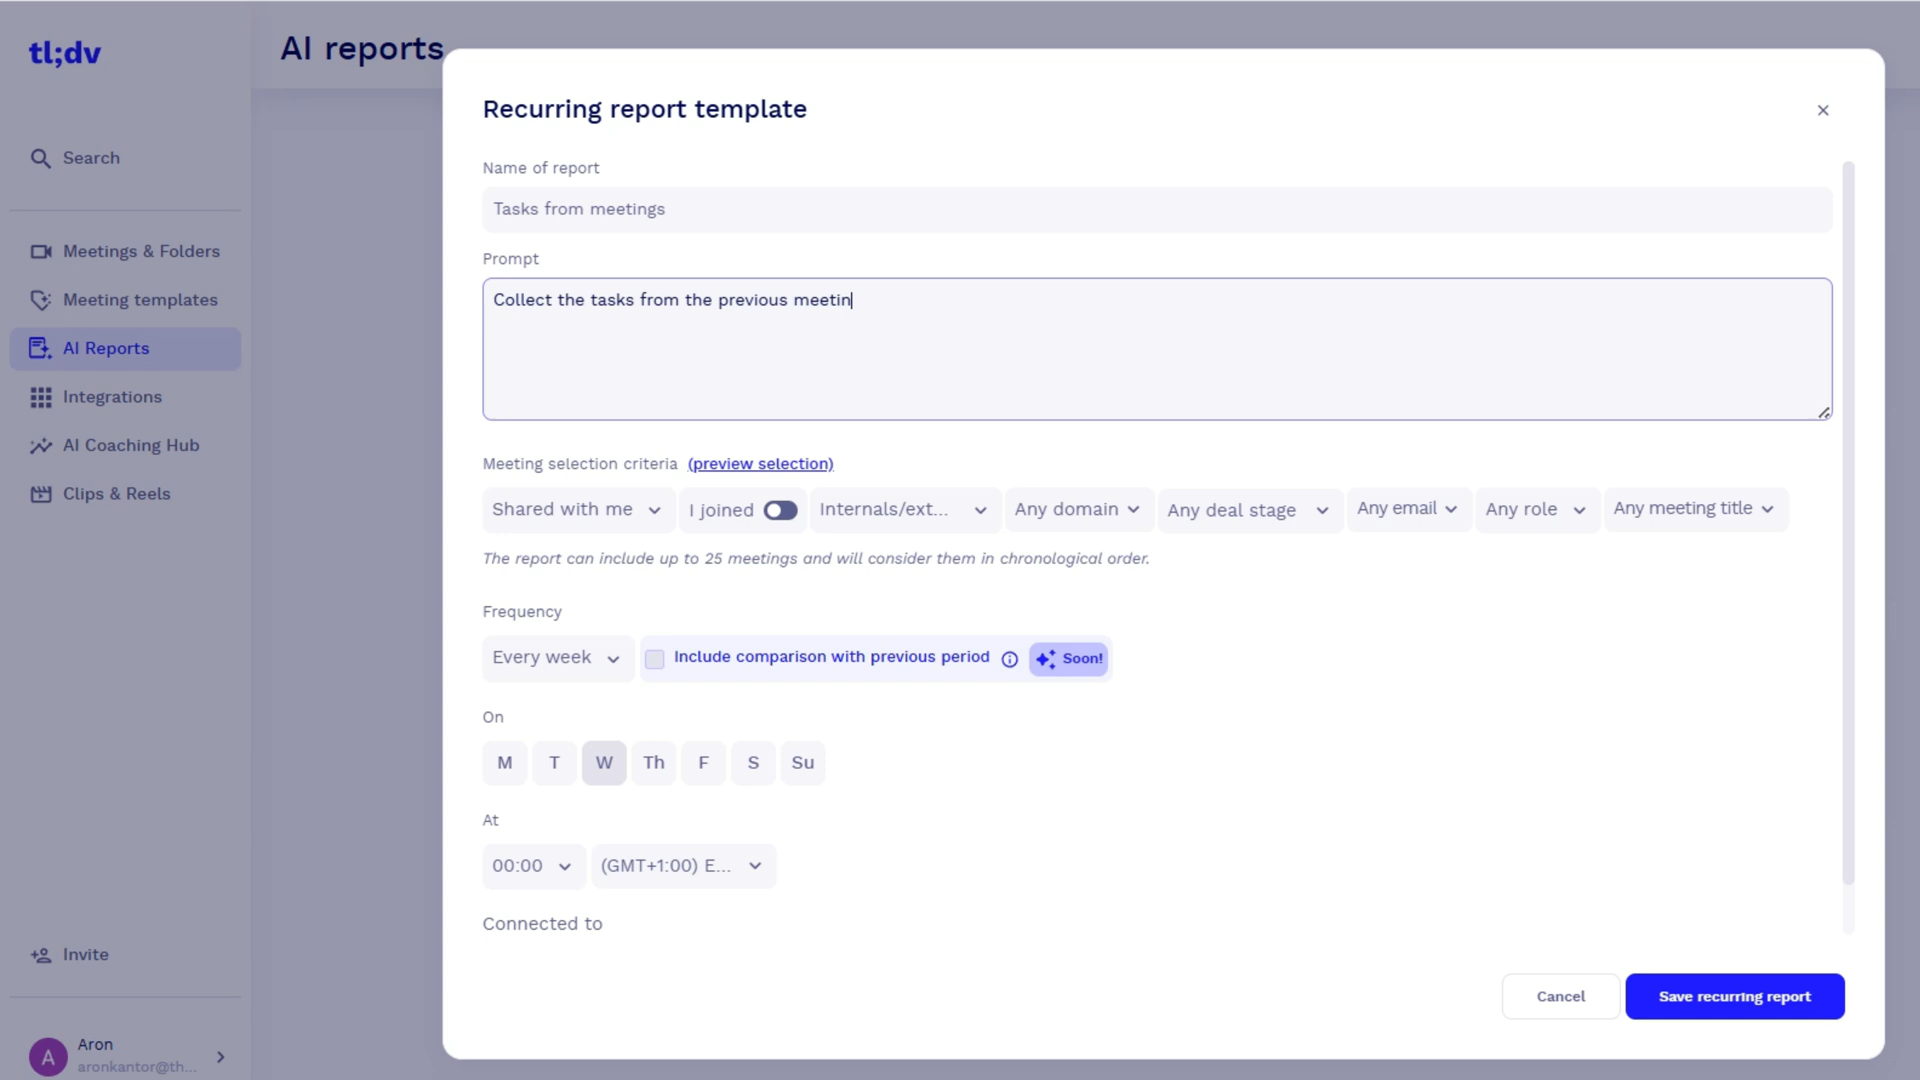 tl;dv
AI reports
Search
Meetings & Folders
Meeting templates
AI Reports
Integrations
AI Coaching Hub
Clips & Reels
Invite
A
Aron
aronkantor@th...
Recurring report template
Name of report
Tasks from meetings
Prompt
Collect the tasks from the previous meetin
Meeting selection criteria (preview selection)
Shared with me I joined Internals/ext... Any domain Any deal stage Any email Any role Any meeting title
The report can include up to 25 meetings and will consider them in chronological order.
Frequency
Every week Include comparison with previous period Soon!
On
M T W Th F S Su
At
00:00 (GMT+1:00) E...
Connected to
Cancel Save recurring report